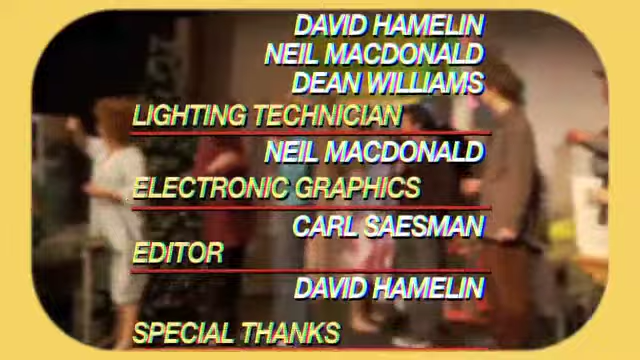 DAVID HAMELIN
NEIL MACDONALD
DEAN WILLIAMS
LIGHTING TECHNICIAN
NEIL MACDONALD
ELECTRONIC GRAPHICS
CARL SAESMAN
EDITOR
DAVID HAMELIN
SPECIAL THANKS